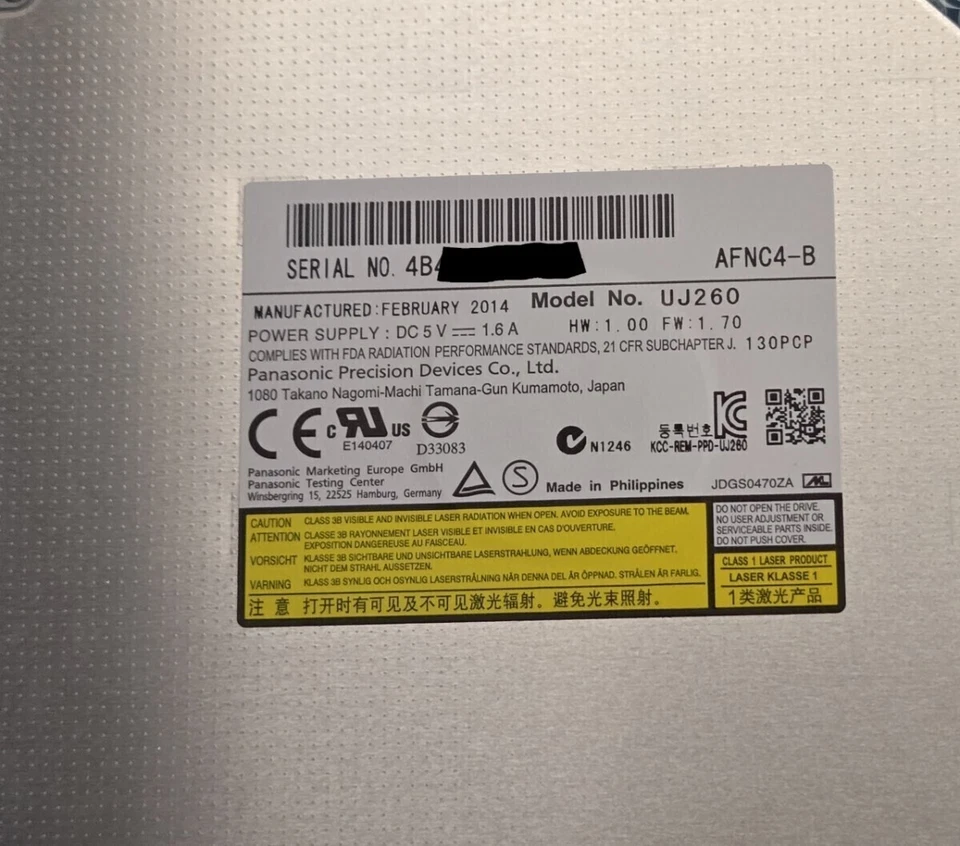 SERIAL NO. 4B4
AFNC4-B
MANUFACTURED:FEBRUARY 2014 Model No. UJ260
POWER SUPPLY : DC 5 V ⎓ 1.6 A HW:1.00 FW:1.70
COMPLIES WITH FDA RADIATION PERFORMANCE STANDARDS, 21 CFR SUBCHAPTER J. 130PCP
Panasonic Precision Devices Co., Ltd.
1080 Takano Nagomi-Machi Tamana-Gun Kumamoto, Japan
CE c RU US
E140407
D33083
N1246
등록번호
KCC-REM-PPD-UJ260
Panasonic Marketing Europe GmbH
Panasonic Testing Center
Winsbergring 15, 22525 Hamburg, Germany
S
Made in Philippines
JDGS0470ZA
CAUTION CLASS 3B VISIBLE AND INVISIBLE LASER RADIATION WHEN OPEN. AVOID EXPOSURE TO THE BEAM.
ATTENTION CLASSE 3B RAYONNEMENT LASER VISIBLE ET INVISIBLE EN CAS D'OUVERTURE.
EXPOSITION DANGEREUSE AU FAISCEAU.
VORSICHT KLASSE 3B SICHTBARE UND UNSICHTBARE LASERSTRAHLUNG, WENN ABDECKUNG GEÖFFNET.
NICHT DEM STRAHL AUSSETZEN.
VARNING KLASS 3B SYNLIG OCH OSYNLIG LASERSTRÅLNING NÄR DENNA DEL ÄR ÖPPNAD. STRÅLEN ÄR FARLIG.
注意 打开时有可见及不可见激光辐射。避免光束照射。
DO NOT OPEN THE DRIVE.
NO USER ADJUSTMENT OR
SERVICEABLE PARTS INSIDE.
DO NOT PUSH COVER.
CLASS 1 LASER PRODUCT
LASER KLASSE 1
1类激光产品